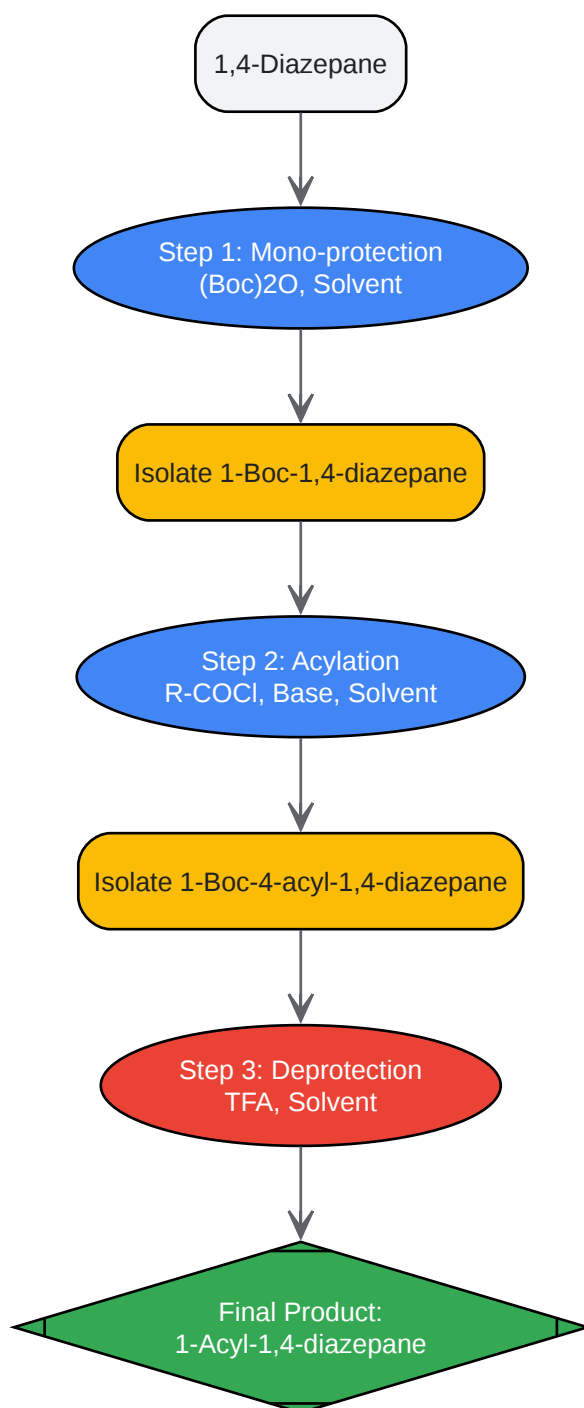 1,4-Diazepane
Step 1: Mono-protection
(Boc)2O, Solvent
Isolate 1-Boc-1,4-diazepane
Step 2: Acylation
R-COCl, Base, Solvent
Isolate 1-Boc-4-acyl-1,4-diazepane
Step 3: Deprotection
TFA, Solvent
Final Product:
1-Acyl-1,4-diazepane